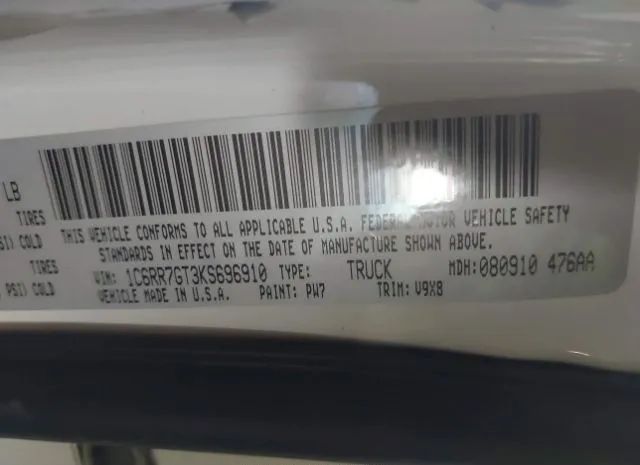 LB
TIRES
SI) COLD
TIRES
PSI) COLD
THIS VEHICLE CONFORMS TO ALL APPLICABLE U.S.A. FEDERAL MOTOR VEHICLE SAFETY
STANDARDS IN EFFECT ON THE DATE OF MANUFACTURE SHOWN ABOVE.
VIN: 1C6RR7GT3KS696910 TYPE: TRUCK MDH:080910 476AA
VEHICLE MADE IN U.S.A. PAINT: PW7 TRIM: V9X8